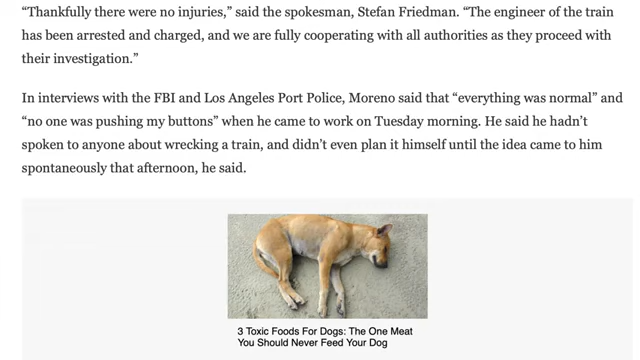 “Thankfully there were no injuries,” said the spokesman, Stefan Friedman. “The engineer of the train
has been arrested and charged, and we are fully cooperating with all authorities as they proceed with
their investigation.”
In interviews with the FBI and Los Angeles Port Police, Moreno said that “everything was normal” and
“no one was pushing my buttons” when he came to work on Tuesday morning. He said he hadn’t
spoken to anyone about wrecking a train, and didn’t even plan it himself until the idea came to him
spontaneously that afternoon, he said.
3 Toxic Foods For Dogs: The One Meat
You Should Never Feed Your Dog